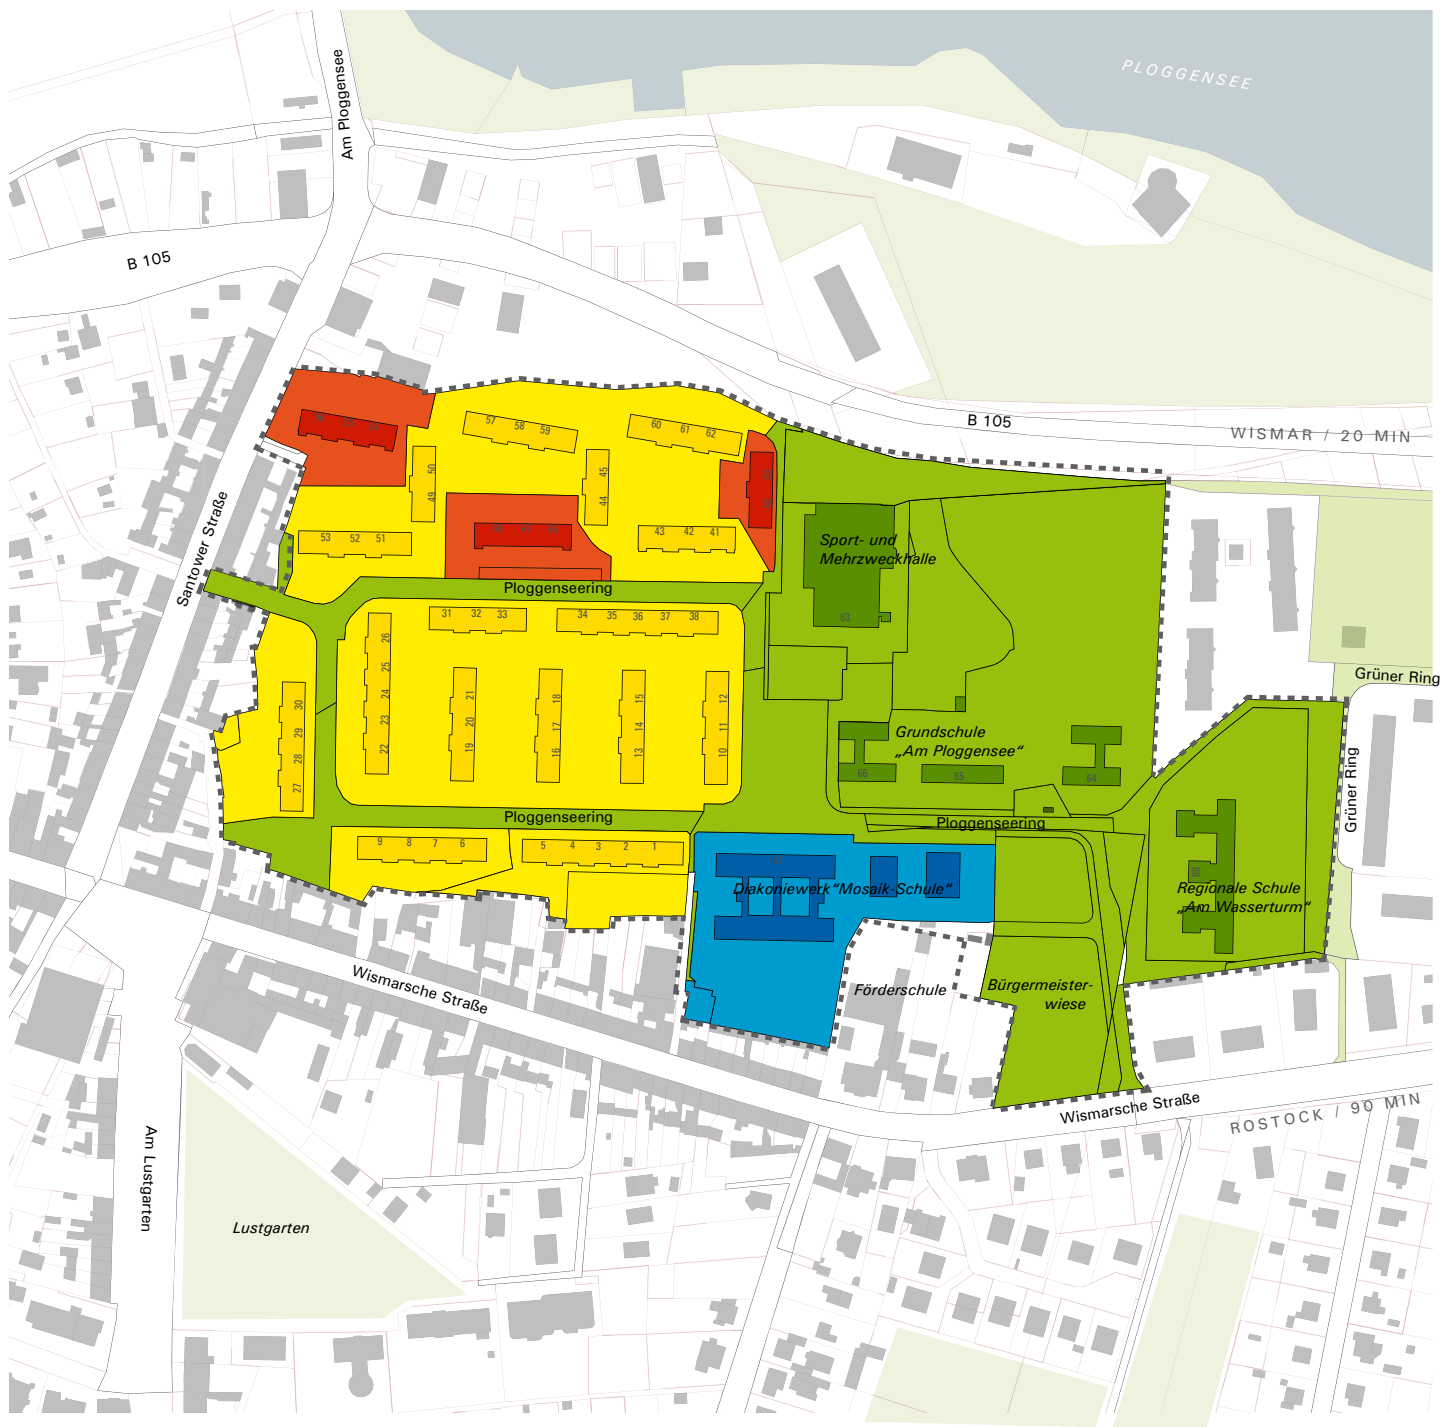 PLOGGENSEE
Am Ploggensee
B 105
B 105
WISMAR / 20 MIN
57
58
59
60
61
62
50
49
45
44
53
52
51
43
42
41
Santower Straße
Sport- und
Mehrzweckhalle
63
Ploggenseering
31
32
33
34
35
36
37
38
26
25
24
23
22
21
20
19
18
17
16
15
14
13
12
11
10
30
29
28
27
Grundschule
„Am Ploggensee“
66
65
64
Grüner Ring
Grüner Ring
Ploggenseering
Ploggenseering
9
8
7
6
5
4
3
2
1
Diakoniewerk“Mosaik-Schule“
Regionale Schule
„Am Wasserturm“
Förderschule
Bürgermeister-
wiese
Wismarsche Straße
Wismarsche Straße
ROSTOCK / 90 MIN
Am Lustgarten
Lustgarten